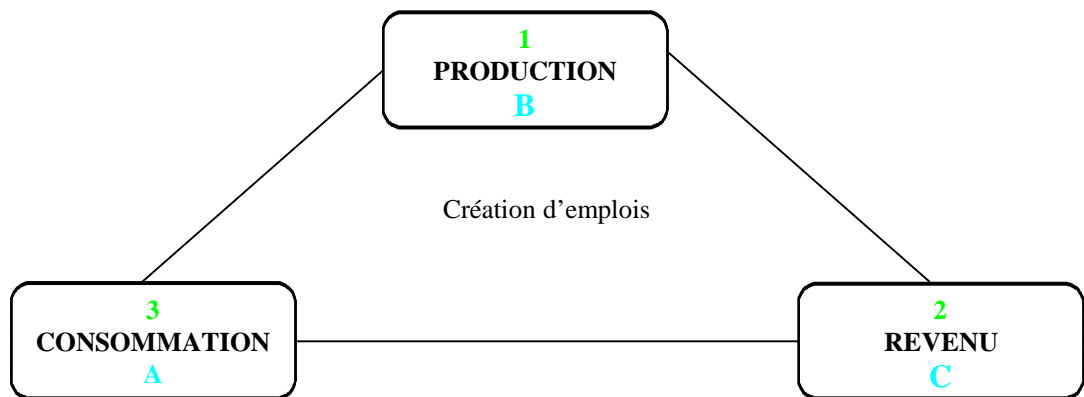 1
PRODUCTION
B
Création d’emplois
3
CONSOMMATION
A
2
REVENU
C